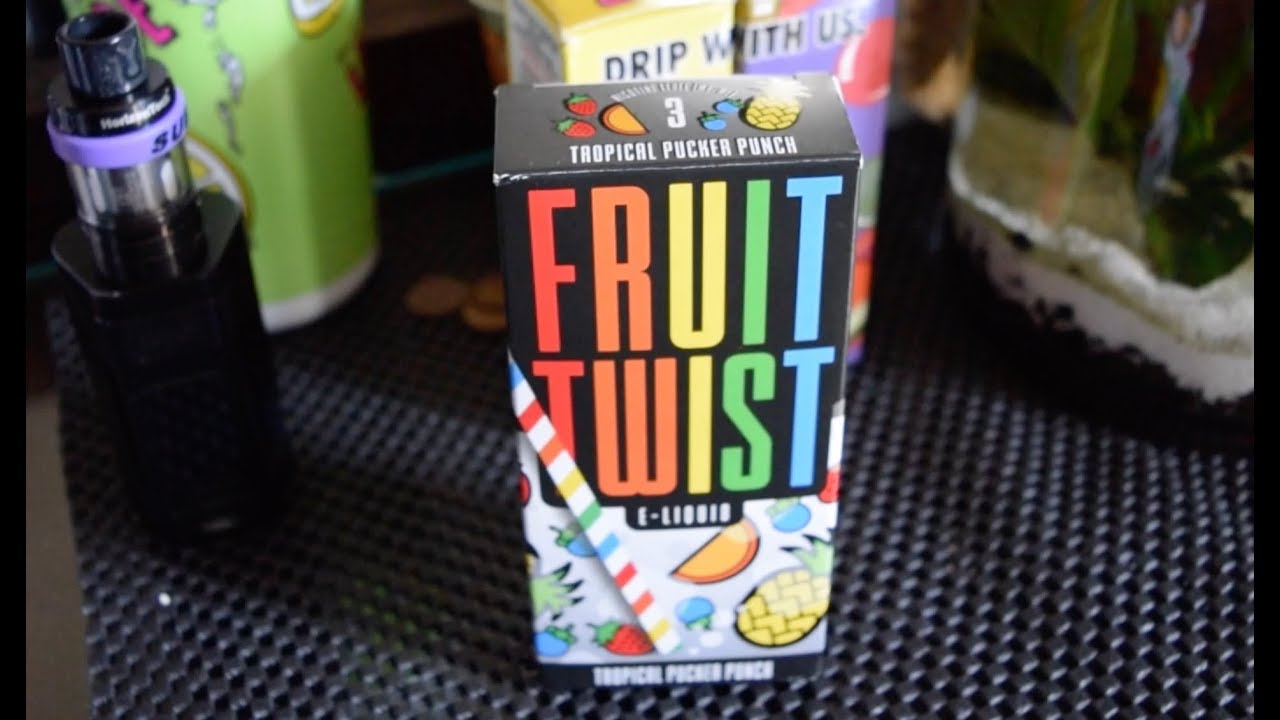 DRIP WITH US.
3
TROPICAL PUCKER PUNCH
FRUIT
TWIST
E-LIQUID
TROPICAL PUCKER PUNCH